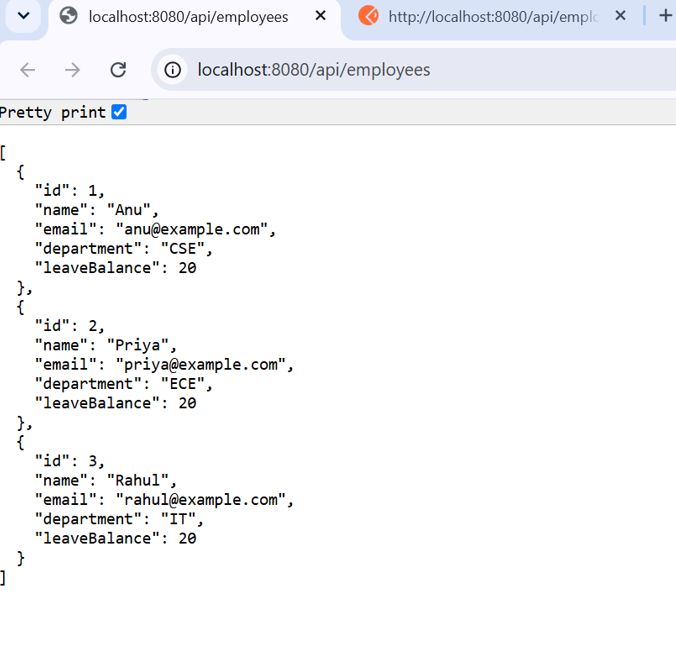 localhost:8080/api/employees
http://localhost:8080/api/empl
localhost:8080/api/employees
Pretty print
[
  {
    "id": 1,
    "name": "Anu",
    "email": "anu@example.com",
    "department": "CSE",
    "leaveBalance": 20
  },
  {
    "id": 2,
    "name": "Priya",
    "email": "priya@example.com",
    "department": "ECE",
    "leaveBalance": 20
  },
  {
    "id": 3,
    "name": "Rahul",
    "email": "rahul@example.com",
    "department": "IT",
    "leaveBalance": 20
  }
]